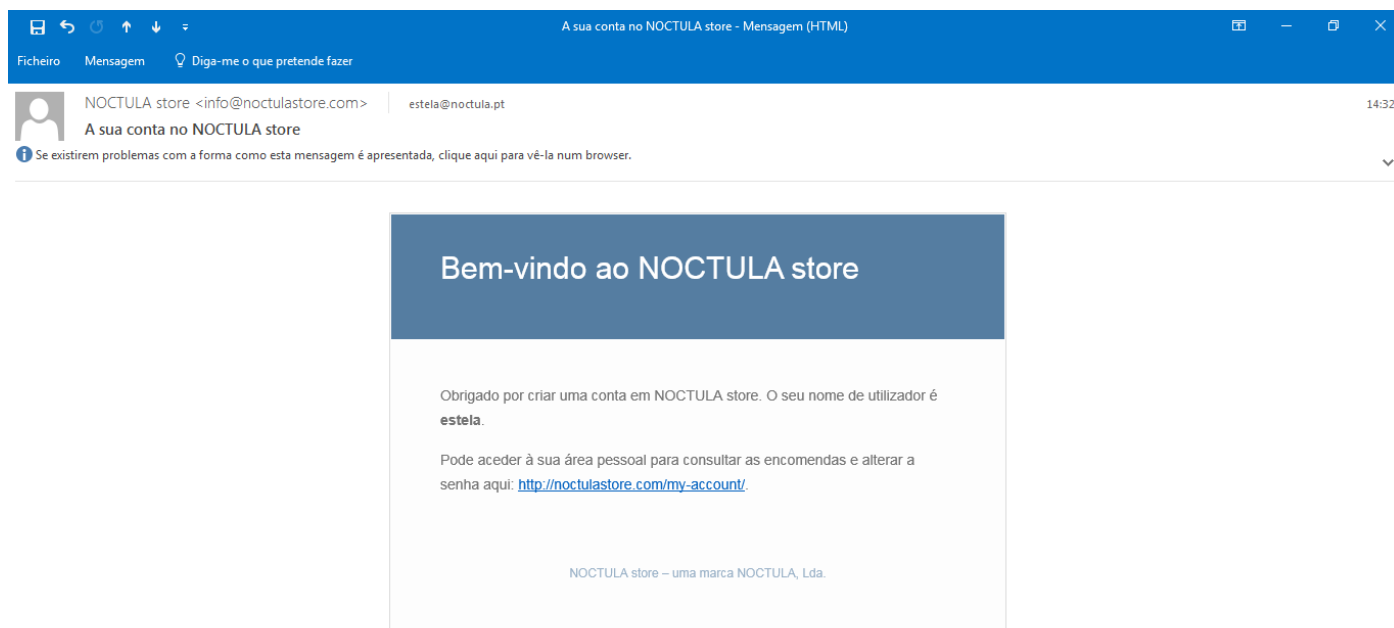 A sua conta no NOCTULA store - Mensagem (HTML)
Ficheiro Mensagem Diga-me o que pretende fazer
NOCTULA store <info@noctulastore.com> estela@noctula.pt 14:32
A sua conta no NOCTULA store
Se existirem problemas com a forma como esta mensagem é apresentada, clique aqui para vê-la num browser.
Bem-vindo ao NOCTULA store
Obrigado por criar uma conta em NOCTULA store. O seu nome de utilizador é
estela.
Pode aceder à sua área pessoal para consultar as encomendas e alterar a
senha aqui: http://noctulastore.com/my-account/.
NOCTULA store – uma marca NOCTULA, Lda.